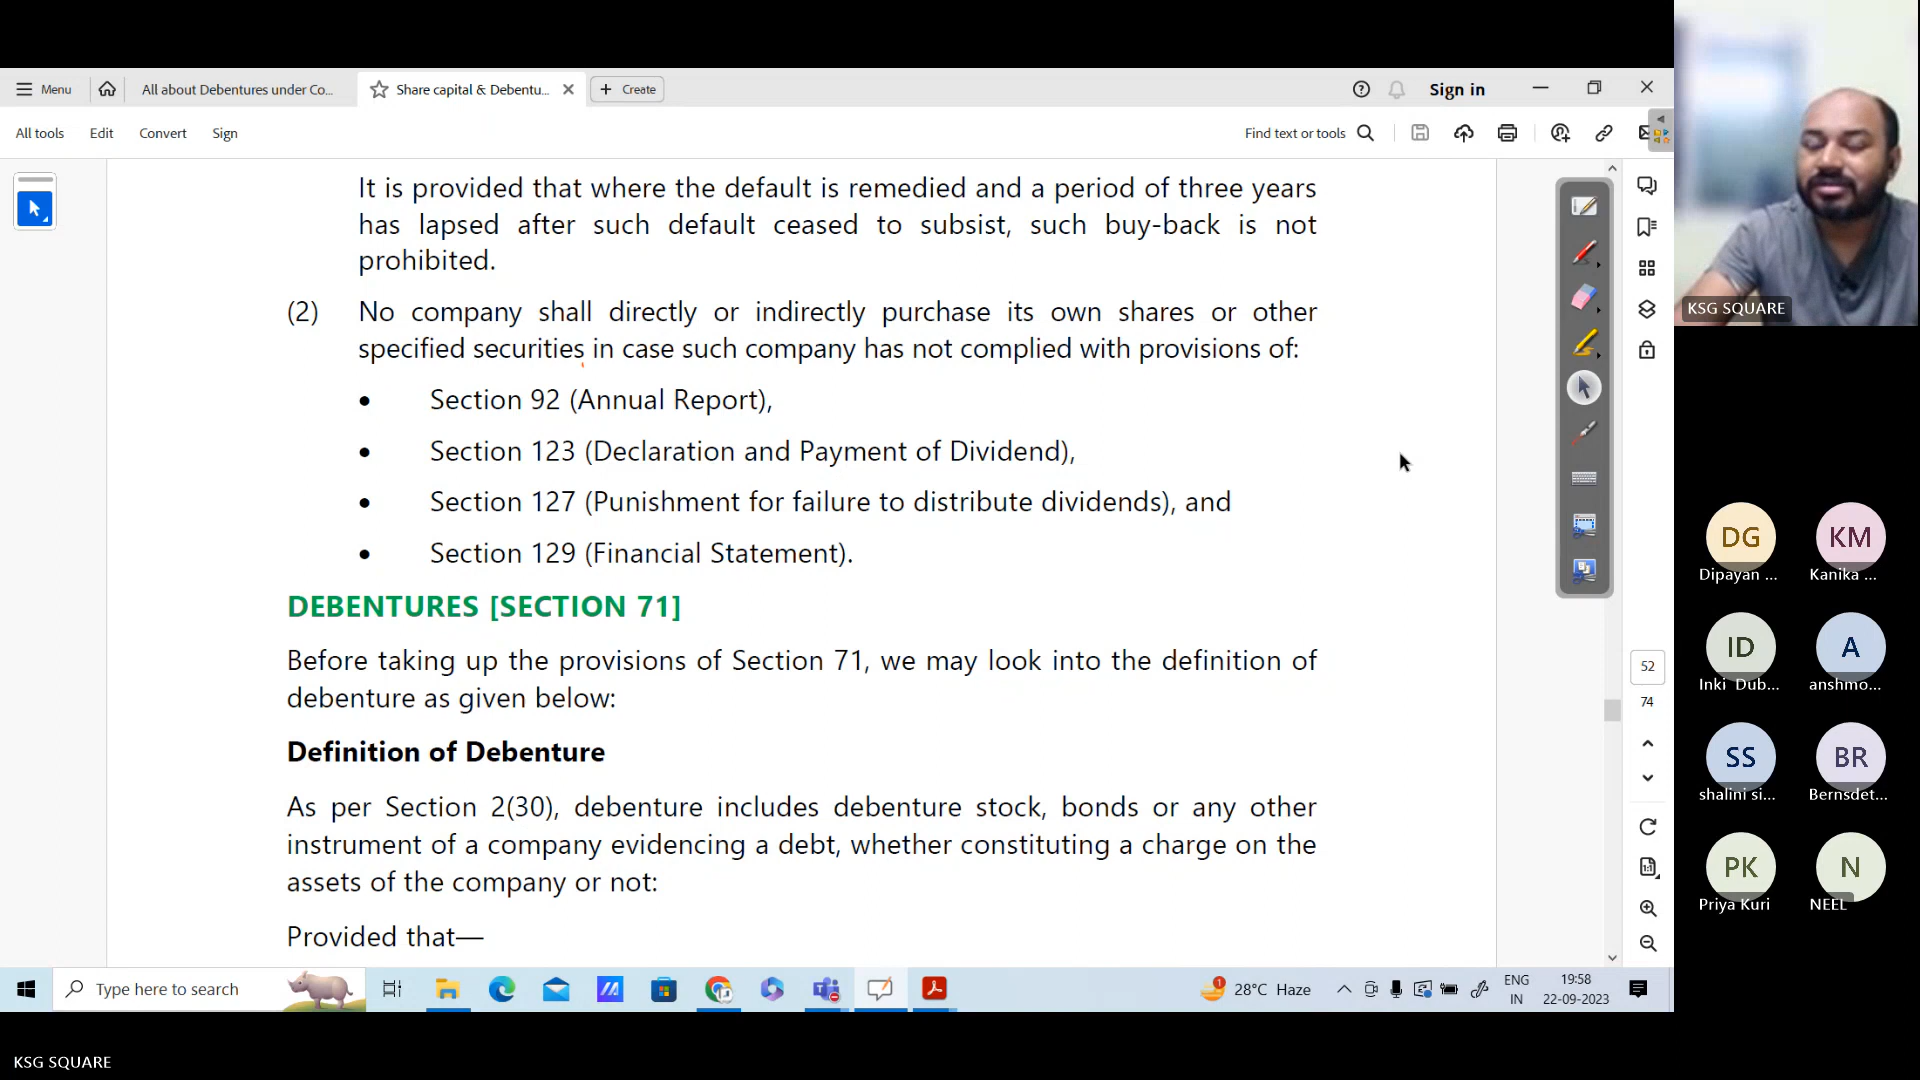 Menu
All about Debentures under Co...
Share capital & Debentu...
Create
Sign in
All tools
Edit
Convert
Sign
Find text or tools
It is provided that where the default is remedied and a period of three years
has lapsed after such default ceased to subsist, such buy-back is not
prohibited.
(2) No company shall directly or indirectly purchase its own shares or other
specified securities in case such company has not complied with provisions of:
• Section 92 (Annual Report),
• Section 123 (Declaration and Payment of Dividend),
• Section 127 (Punishment for failure to distribute dividends), and
• Section 129 (Financial Statement).
DEBENTURES [SECTION 71]
Before taking up the provisions of Section 71, we may look into the definition of
debenture as given below:
Definition of Debenture
As per Section 2(30), debenture includes debenture stock, bonds or any other
instrument of a company evidencing a debt, whether constituting a charge on the
assets of the company or not:
Provided that—
52
74
1:1
KSG SQUARE
DG
Dipayan ...
KM
Kanika ...
ID
Inki Dub...
A
anshmo...
SS
shalini si...
BR
Bernsdet...
PK
Priya Kuri
N
NEEL
Type here to search
1
28°C Haze
ENG
IN
19:58
22-09-2023
KSG SQUARE